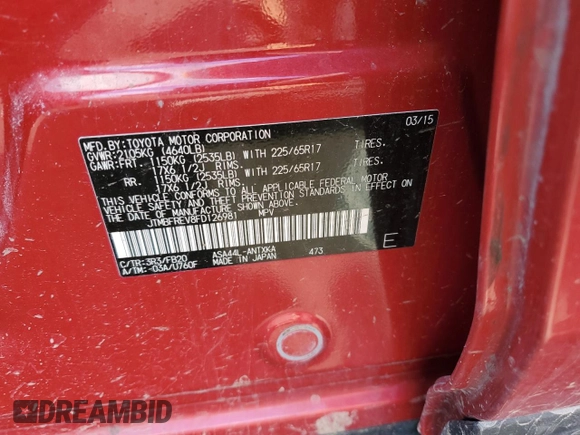 MFD.BY:TOYOTA MOTOR CORPORATION 03/15
GVWR:2105KG (4640LB)
GAWR:FRT. 1150KG (2535LB) WITH 225/65R17 TIRES.
17X6 1/2J RIMS.
RR. 1150KG (2535LB) WITH 225/65R17 TIRES.
17X6 1/2J RIMS.
THIS VEHICLE CONFORMS TO ALL APPLICABLE FEDERAL MOTOR
VEHICLE SAFETY AND THEFT PREVENTION STANDARDS IN EFFECT ON
THE DATE OF MANUFACTURE SHOWN ABOVE.
JTMBFREV8FD126981 MPV
E
C/TR:3R3/FB20 ASA44L-ANTXKA 473
A/TM:-03A/U760F MADE IN JAPAN
DREAMBID